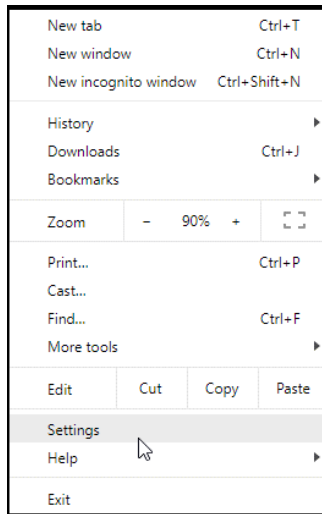 New tab Ctrl+T
New window Ctrl+N
New incognito window Ctrl+Shift+N
History
Downloads Ctrl+J
Bookmarks
Zoom - 90% +
Print... Ctrl+P
Cast...
Find... Ctrl+F
More tools
Edit Cut Copy Paste
Settings
Help
Exit